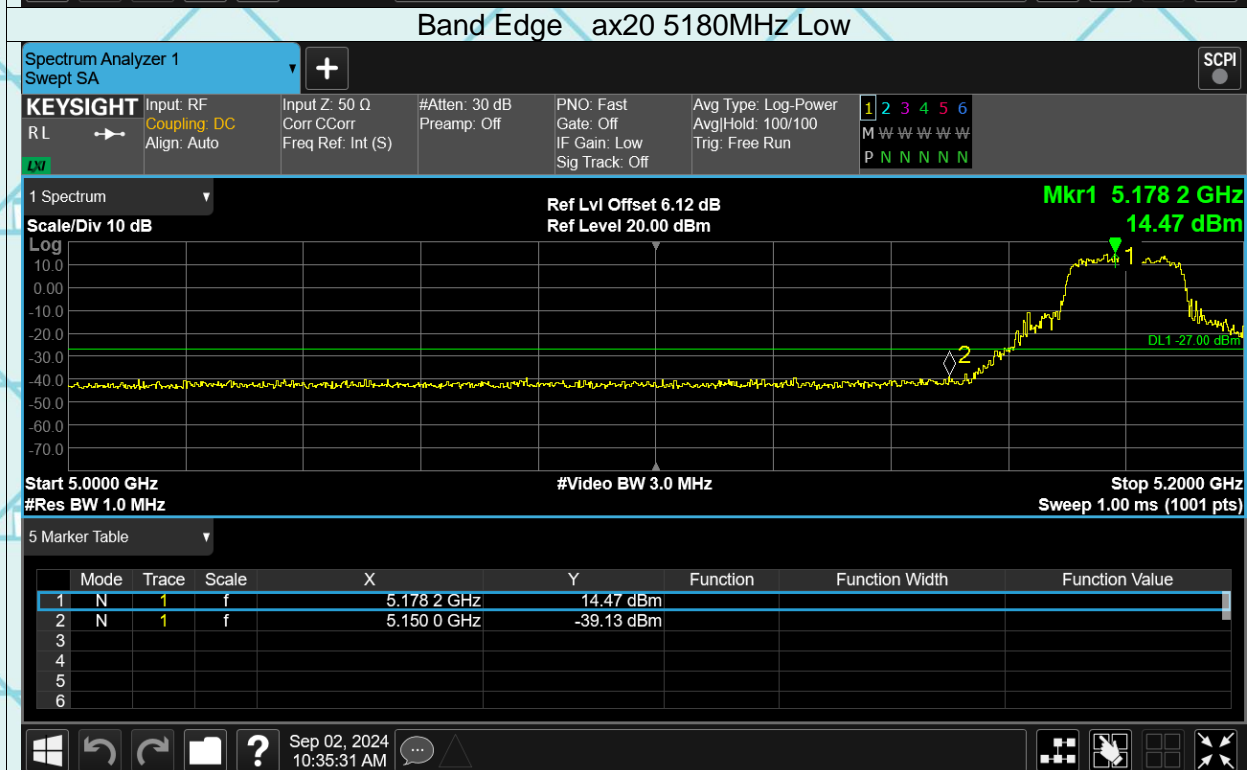 Band Edge ax20 5180MHz Low
Spectrum Analyzer 1
Swept SA
+
SCPI
KEYSIGHT Input: RF Input Z: 50 Ω #Atten: 30 dB PNO: Fast Avg Type: Log-Power 1 2 3 4 5 6
RL Coupling: DC Corr CCorr Preamp: Off Gate: Off Avg|Hold: 100/100 M W W W W W W
Align: Auto Freq Ref: Int (S) IF Gain: Low Trig: Free Run P N N N N N N
LXI Sig Track: Off
1 Spectrum
Mkr1 5.178 2 GHz
Ref Lvl Offset 6.12 dB
14.47 dBm
Scale/Div 10 dB Ref Level 20.00 dBm
Log
1
10.0
0.00
-10.0
-20.0
DL1 -27.00 dBm
-30.0
2
-40.0
-50.0
-60.0
-70.0
Start 5.0000 GHz #Video BW 3.0 MHz Stop 5.2000 GHz
#Res BW 1.0 MHz Sweep 1.00 ms (1001 pts)
5 Marker Table
Mode Trace Scale X Y Function Function Width Function Value
1 N 1 f 5.178 2 GHz 14.47 dBm
2 N 1 f 5.150 0 GHz -39.13 dBm
3
4
5
6
?
Sep 02, 2024
10:35:31 AM